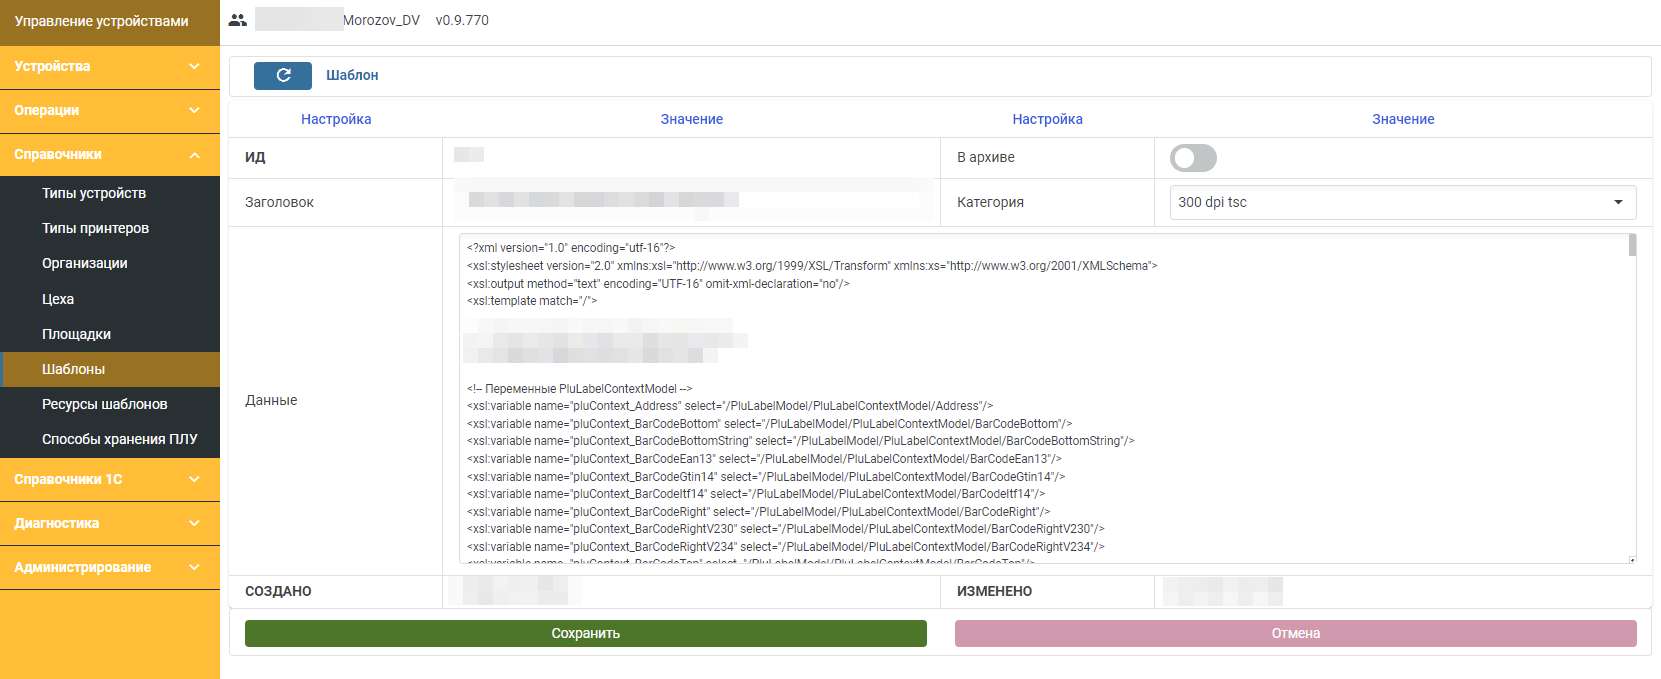 Управление устройствами
Morozov_DV v0.9.770
Устройства
Операции
Справочники
Типы устройств
Типы принтеров
Организации
Цеха
Площадки
Шаблоны
Ресурсы шаблонов
Способы хранения ПЛУ
Справочники 1С
Диагностика
Администрирование
Шаблон
Настройка Значение Настройка Значение
ИД В архиве
Заголовок Категория 300 dpi tsc
Данные
<?xml version="1.0" encoding="utf-16"?>
<xsl:stylesheet version="2.0" xmlns:xsl="http://www.w3.org/1999/XSL/Transform" xmlns:xs="http://www.w3.org/2001/XMLSchema">
<xsl:output method="text" encoding="UTF-16" omit-xml-declaration="no"/>
<xsl:template match="/">
<!-- Переменные PluLabelContextModel -->
<xsl:variable name="pluContext_Address" select="/PluLabelModel/PluLabelContextModel/Address"/>
<xsl:variable name="pluContext_BarCodeBottom" select="/PluLabelModel/PluLabelContextModel/BarCodeBottom"/>
<xsl:variable name="pluContext_BarCodeBottomString" select="/PluLabelModel/PluLabelContextModel/BarCodeBottomString"/>
<xsl:variable name="pluContext_BarCodeEan13" select="/PluLabelModel/PluLabelContextModel/BarCodeEan13"/>
<xsl:variable name="pluContext_BarCodeGtin14" select="/PluLabelModel/PluLabelContextModel/BarCodeGtin14"/>
<xsl:variable name="pluContext_BarCodeItf14" select="/PluLabelModel/PluLabelContextModel/BarCodeItf14"/>
<xsl:variable name="pluContext_BarCodeRight" select="/PluLabelModel/PluLabelContextModel/BarCodeRight"/>
<xsl:variable name="pluContext_BarCodeRightV230" select="/PluLabelModel/PluLabelContextModel/BarCodeRightV230"/>
<xsl:variable name="pluContext_BarCodeRightV234" select="/PluLabelModel/PluLabelContextModel/BarCodeRightV234"/>
<xsl:variable name="pluContext_BarCodeTop" select="/PluLabelModel/PluLabelContextModel/BarCodeTop"/>
СОЗДАНО ИЗМЕНЕНО
Сохранить Отмена